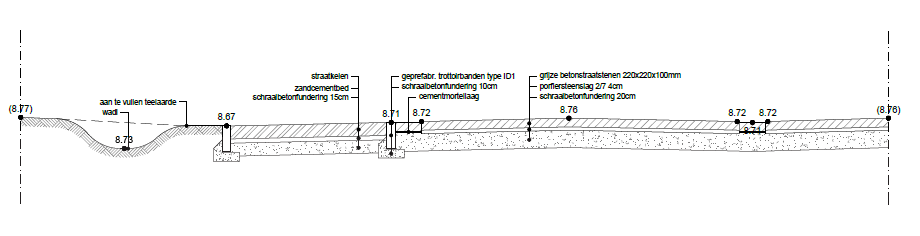 straatkeien
zandcementbed
schraalbetonfundering 15cm
geprefabr. trottoirbanden type ID1
schraalbetonfundering 10cm
cementmortellaag
grijze betonstraatstenen 220x220x100mm
porfiersteenslag 2/7 4cm
schraalbetonfundering 20cm
aan te vullen teelaarde
wadi
(8.77)
8.73
8.67
8.71
8.72
8.76
8.72
8.72
8.71
(8.76)